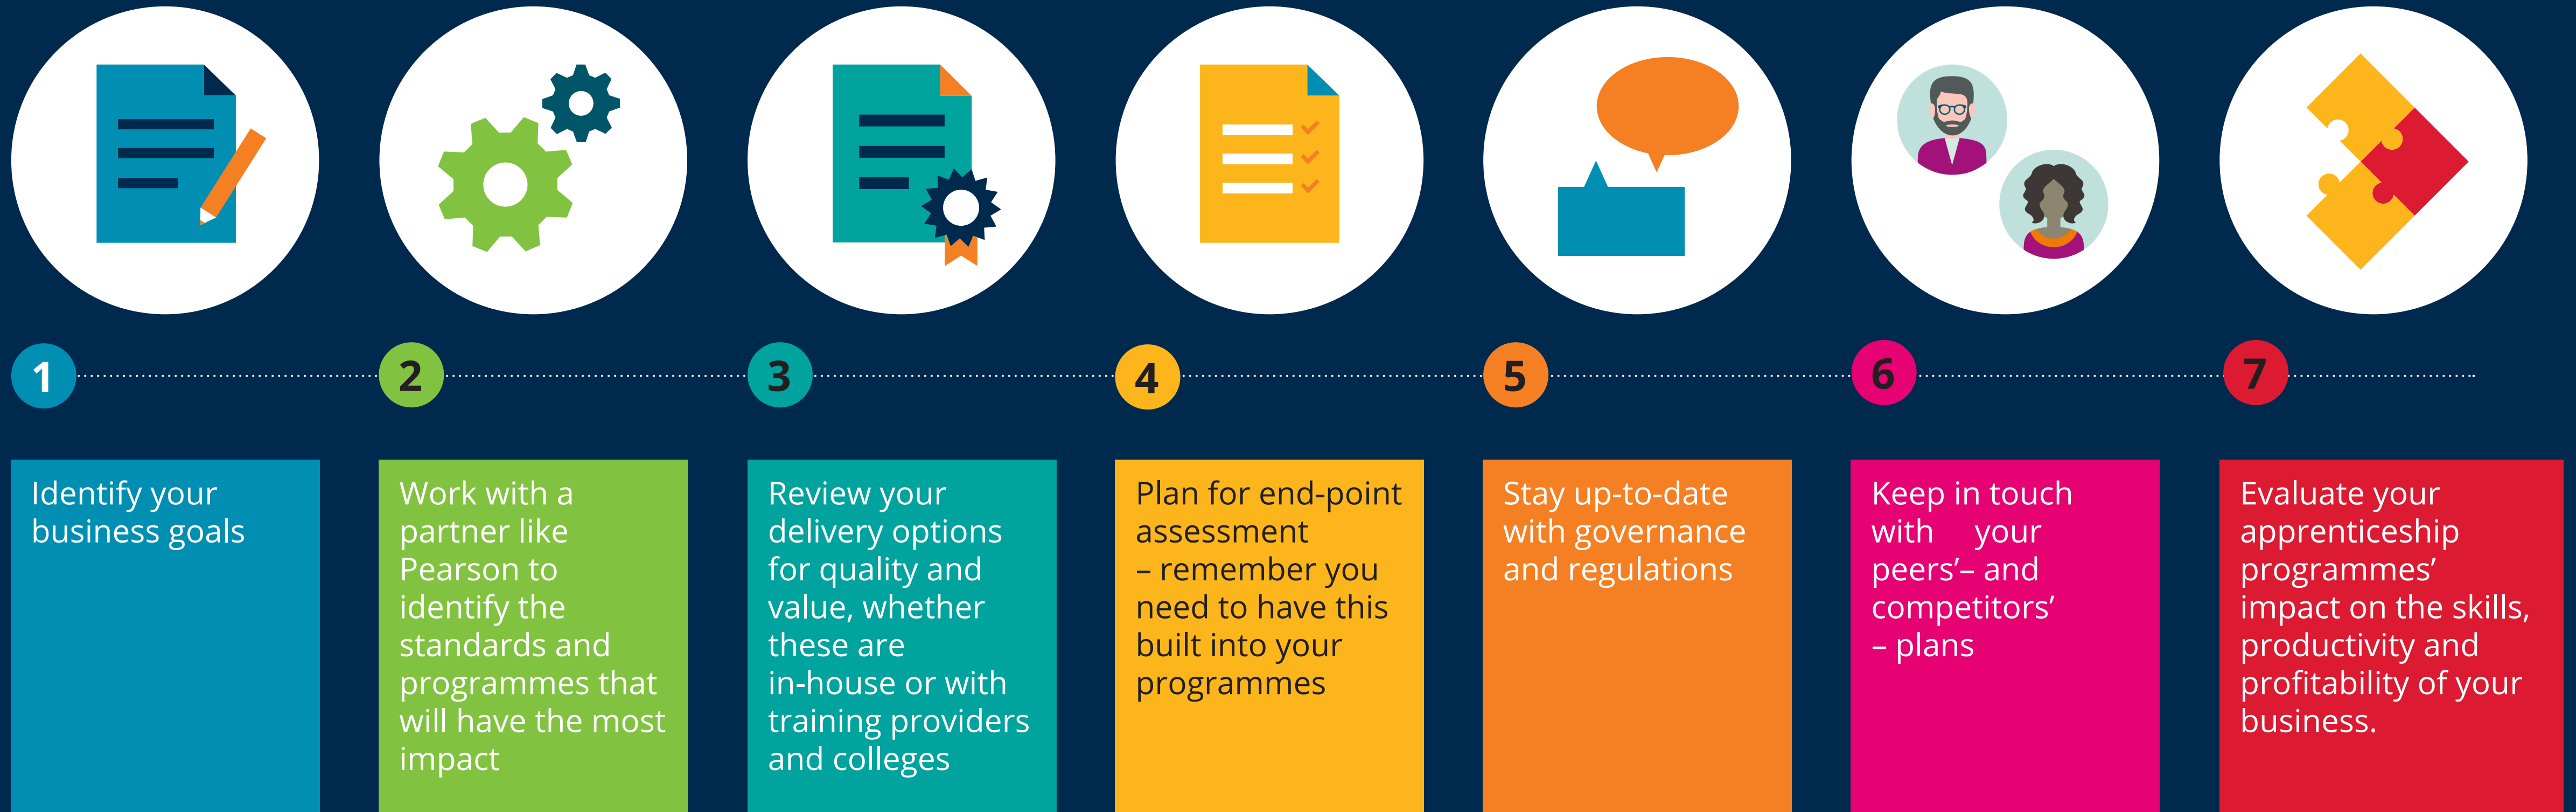 1
2
3
4
5
6
7
Identify your
business goals
Work with a
partner like
Pearson to
identify the
standards and
programmes that
will have the most
impact
Review your
delivery options
for quality and
value, whether
these are
in-house or with
training providers
and colleges
Plan for end-point
assessment
– remember you
need to have this
built into your
programmes
Stay up-to-date
with governance
and regulations
Keep in touch
with your
peers’– and
competitors’
– plans
Evaluate your
apprenticeship
programmes’
impact on the skills,
productivity and
profitability of your
business.